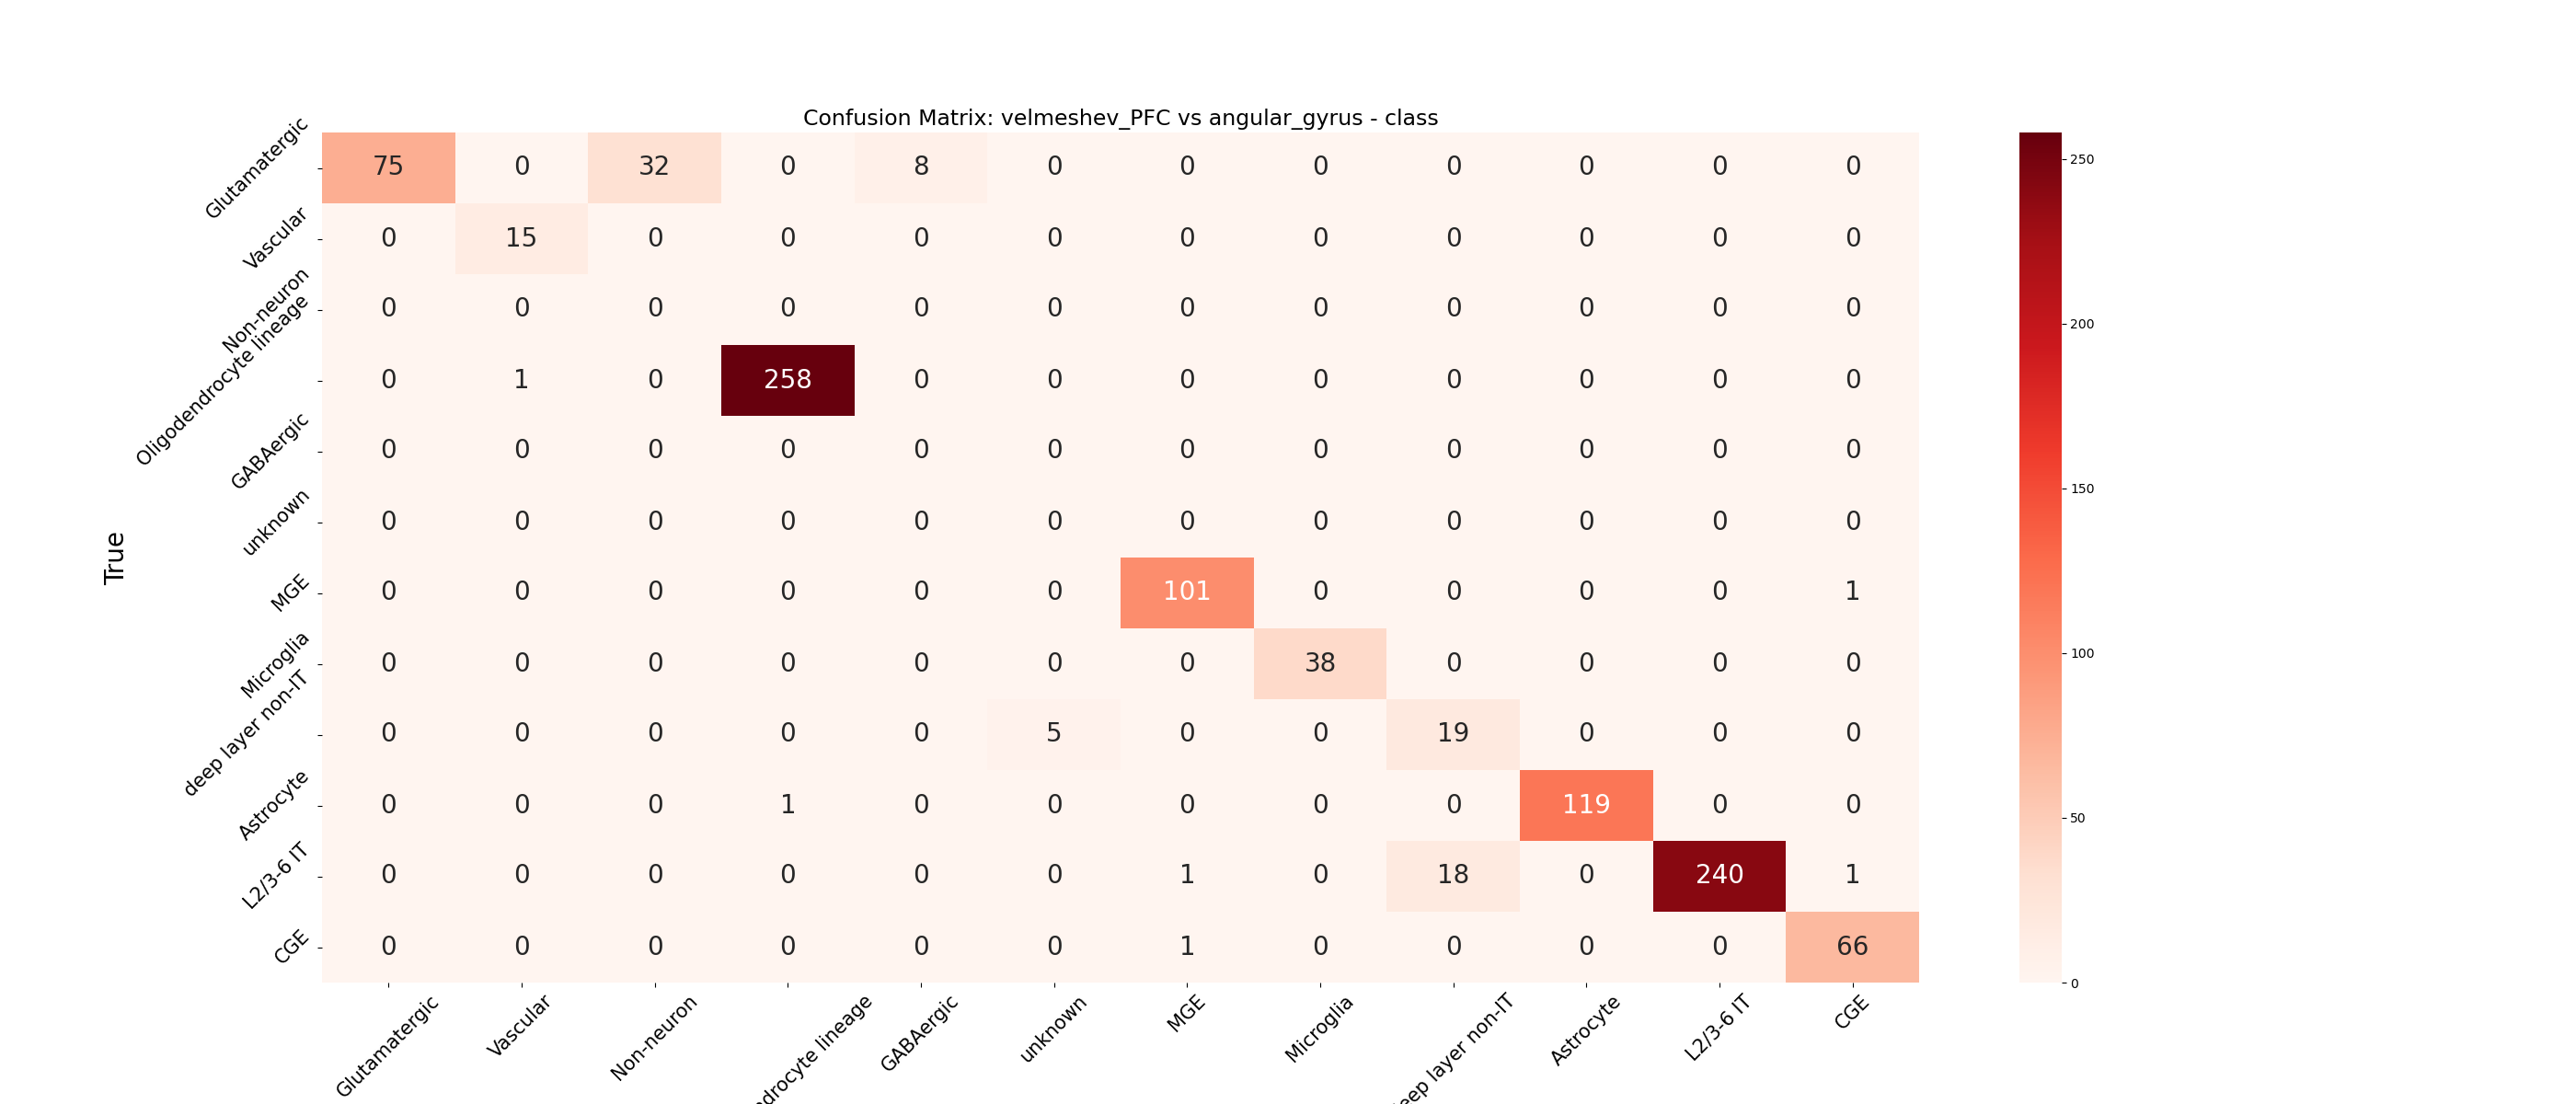 Confusion Matrix: velmeshev_PFC vs angular_gyrus - class
Glutamatergic 75 0 32 0 8 0 0 0 0 0 0 0
Vascular 0 15 0 0 0 0 0 0 0 0 0 0
Non-neuron 0 0 0 0 0 0 0 0 0 0 0 0
Oligodendrocyte lineage 0 1 0 258 0 0 0 0 0 0 0 0
GABAergic 0 0 0 0 0 0 0 0 0 0 0 0
unknown 0 0 0 0 0 0 0 0 0 0 0 0
MGE 0 0 0 0 0 0 101 0 0 0 0 1
Microglia 0 0 0 0 0 0 0 38 0 0 0 0
deep layer non-IT 0 0 0 0 0 5 0 0 19 0 0 0
Astrocyte 0 0 0 1 0 0 0 0 0 119 0 0
L2/3-6 IT 0 0 0 0 0 0 1 0 18 0 240 1
CGE 0 0 0 0 0 0 1 0 0 0 0 66
True
Glutamatergic Vascular Non-neuron ndrocyte lineage GABAergic unknown MGE Microglia eep layer non-IT Astrocyte L2/3-6 IT CGE
250
200
150
100
50
0